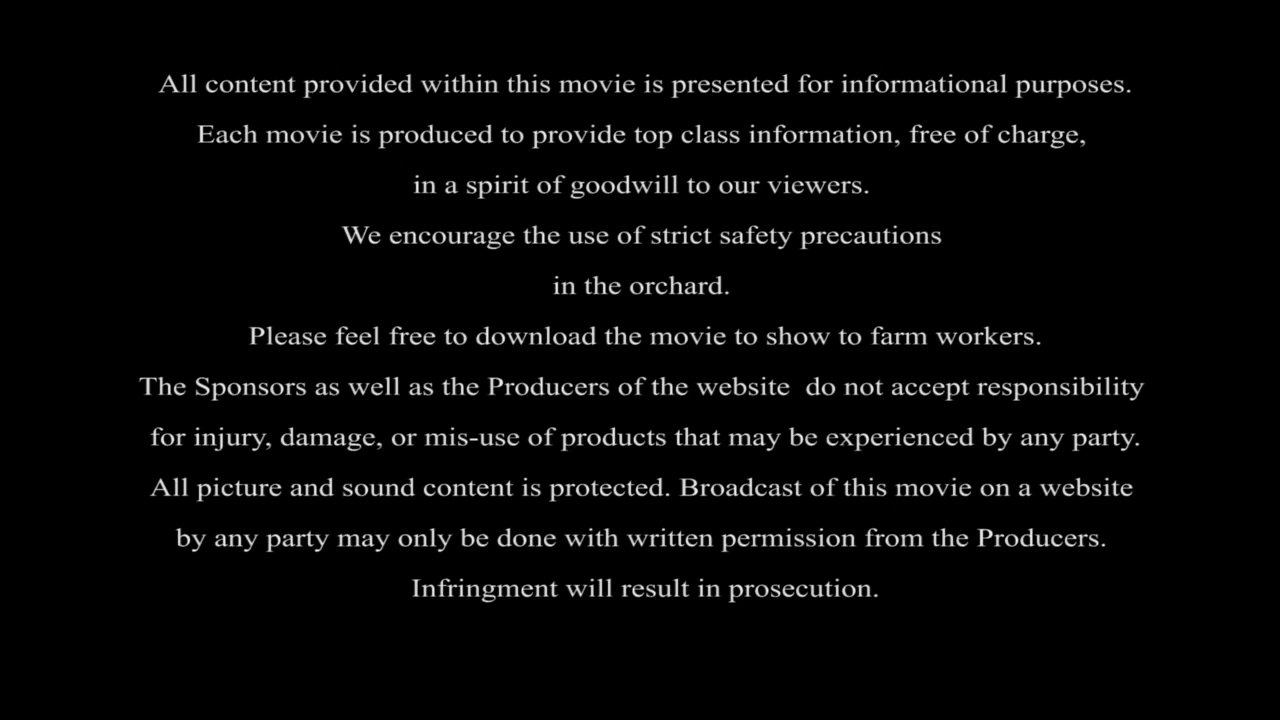 All content provided within this movie is presented for informational purposes.
Each movie is produced to provide top class information, free of charge,
in a spirit of goodwill to our viewers.
We encourage the use of strict safety precautions
in the orchard.
Please feel free to download the movie to show to farm workers.
The Sponsors as well as the Producers of the website  do not accept responsibility
for injury, damage, or mis-use of products that may be experienced by any party.
All picture and sound content is protected. Broadcast of this movie on a website
by any party may only be done with written permission from the Producers.
Infringment will result in prosecution.